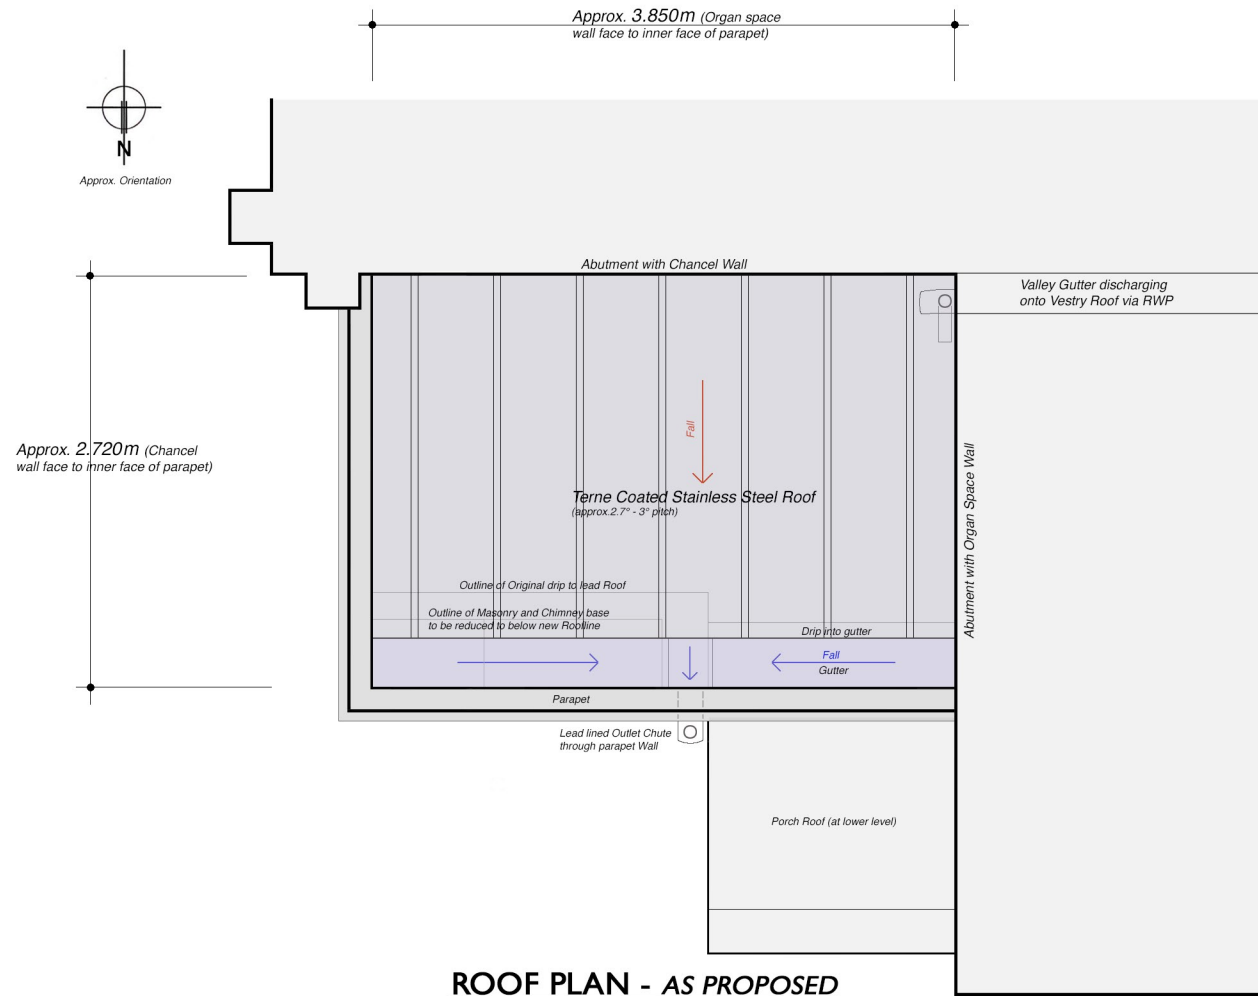 Approx. 3.850m (Organ space
wall face to inner face of parapet)
N
Approx. Orientation
Abutment with Chancel Wall
Valley Gutter discharging
onto Vestry Roof via RWP
Fall
Approx. 2.720m (Chancel
wall face to inner face of parapet)
Terne Coated Stainless Steel Roof
(approx.2.7° - 3° pitch)
Abutment with Organ Space Wall
Outline of Original drip to lead Roof
Outline of Masonry and Chimney base
to be reduced to below new Roofline
Drip into gutter
Fall
Gutter
Parapet
Lead lined Outlet Chute
through parapet Wall
Porch Roof (at lower level)
ROOF PLAN - AS PROPOSED